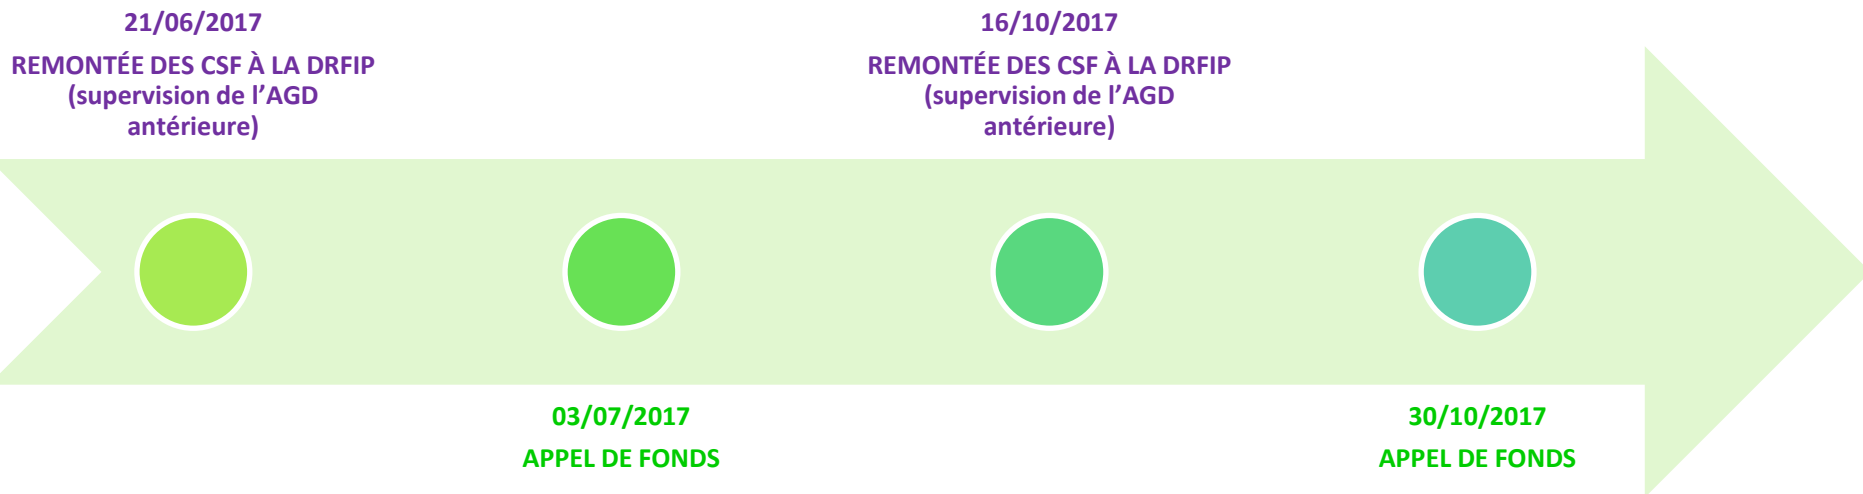 21/06/2017
REMONTÉE DES CSF À LA DRFIP
(supervision de l’AGD
antérieure)
03/07/2017
APPEL DE FONDS
16/10/2017
REMONTÉE DES CSF À LA DRFIP
(supervision de l’AGD
antérieure)
30/10/2017
APPEL DE FONDS